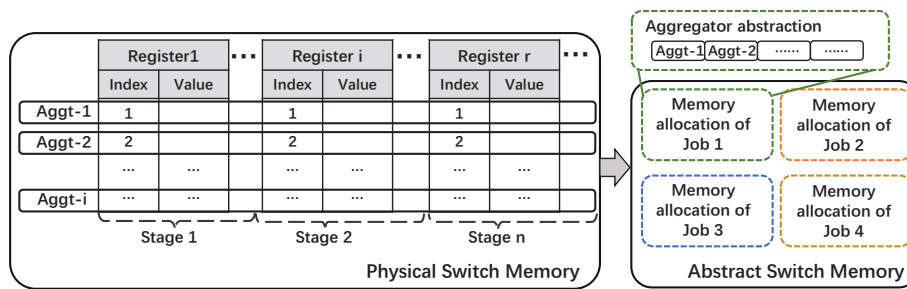 Aggregator abstraction
Aggt-1 Aggt-2 ...... ......
Register1 ... Register i ... Register r ...
Index Value Index Value Index Value
Aggt-1 1 1 1
Aggt-2 2 2 2
... ... ... ... ... ...
Aggt-i ... ... ... ... ... ...
Stage 1 Stage 2 Stage n
Physical Switch Memory
Memory
allocation of
Job 1
Memory
allocation of
Job 2
Memory
allocation of
Job 3
Memory
allocation of
Job 4
Abstract Switch Memory